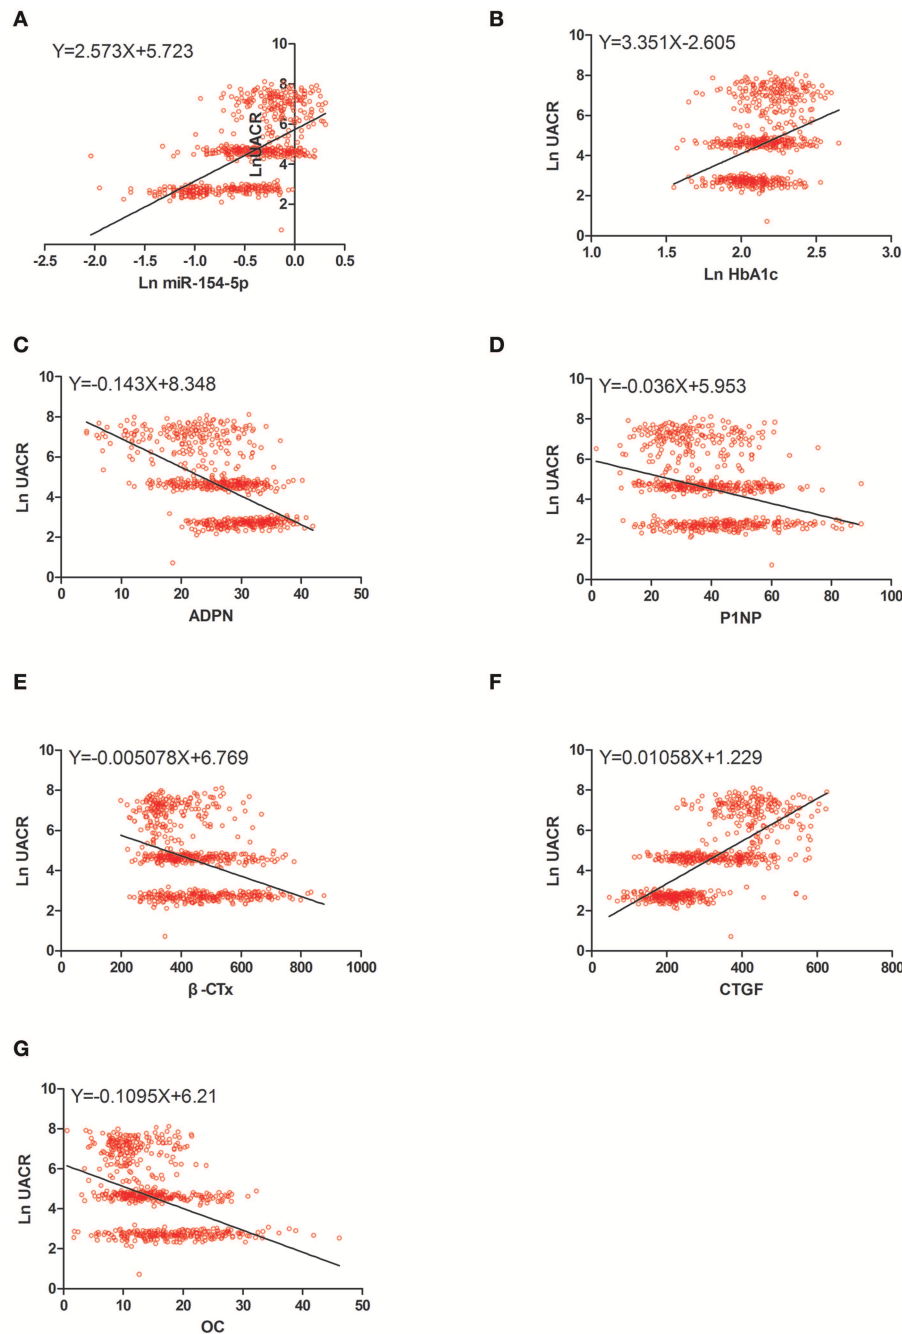 A
Y=2.573X+5.723
10
8
6
4
2
LnUACR
-2.5 -2.0 -1.5 -1.0 -0.5 0.0 0.5
Ln miR-154-5p
B
Y=3.351X-2.605
10
8
6
4
2
0
Ln UACR
1.0 1.5 2.0 2.5 3.0
Ln HbA1c
C
Y=-0.143X+8.348
10
8
6
4
2
0
Ln UACR
0 10 20 30 40 50
ADPN
D
Y=-0.036X+5.953
10
8
6
4
2
0
Ln UACR
0 20 40 60 80 100
P1NP
E
Y=-0.005078X+6.769
10
8
6
4
2
0
Ln UACR
0 200 400 600 800 1000
β-CTx
F
Y=0.01058X+1.229
10
8
6
4
2
0
Ln UACR
0 200 400 600 800
CTGF
G
Y=-0.1095X+6.21
10
8
6
4
2
0
Ln UACR
0 10 20 30 40 50
OC